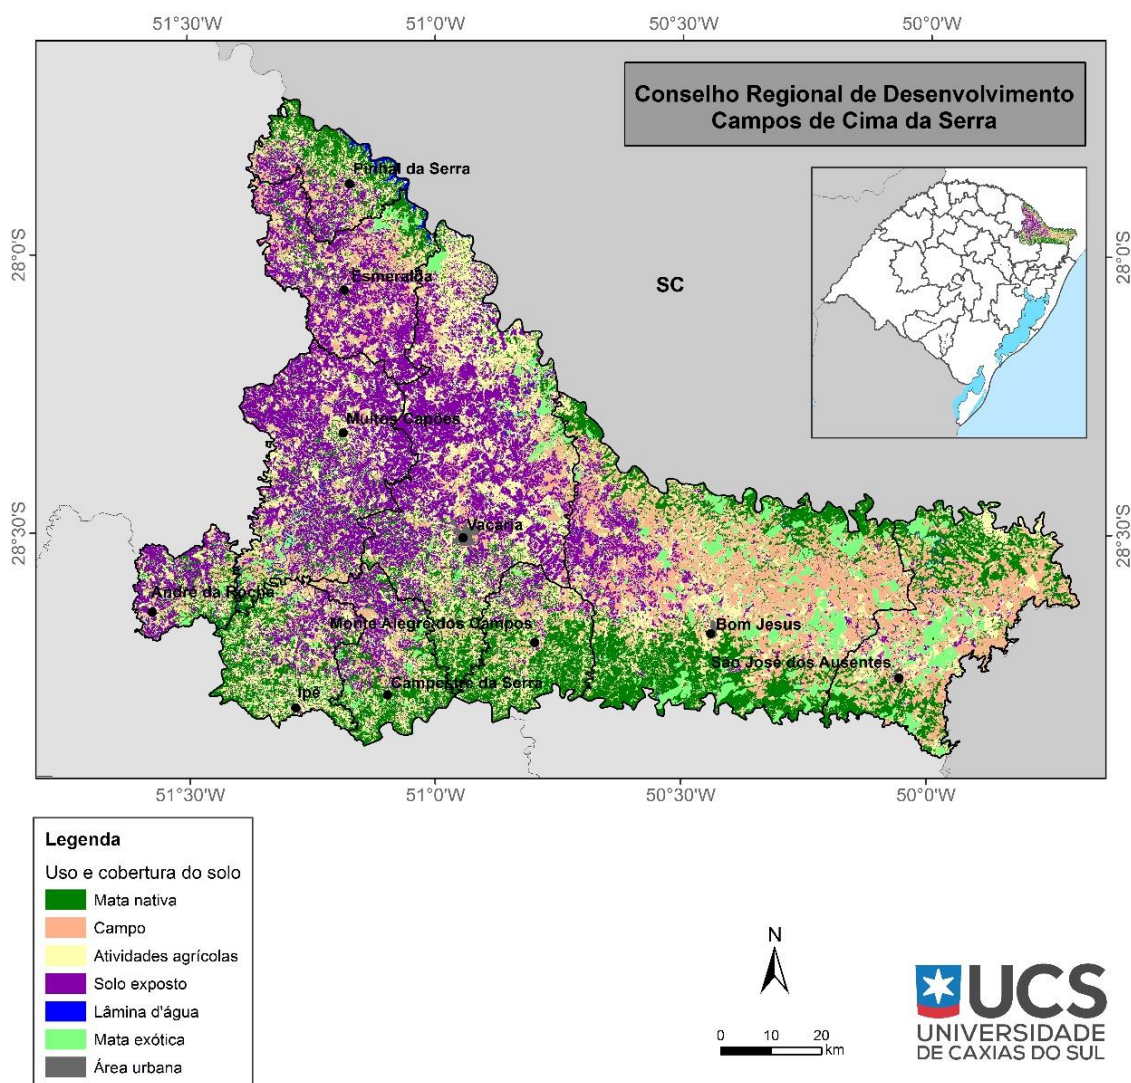 51°30'W 51°0'W 50°30'W 50°0'W
Conselho Regional de Desenvolvimento
Campos de Cima da Serra
Pinhal da Serra
28°0'S 28°0'S
Esmeralda
SC
Muitos Capões
28°30'S 28°30'S
Vacaria
André da Rocha
Monte Alegre dos Campos
Bom Jesus
São José dos Ausentes
Campestre da Serra
Ipê
51°30'W 51°0'W 50°30'W 50°0'W
Legenda
Uso e cobertura do solo
Mata nativa
Campo
Atividades agrícolas
Solo exposto
Lâmina d'água
Mata exótica
Área urbana
N
0 10 20
km
UCS
UNIVERSIDADE
DE CAXIAS DO SUL